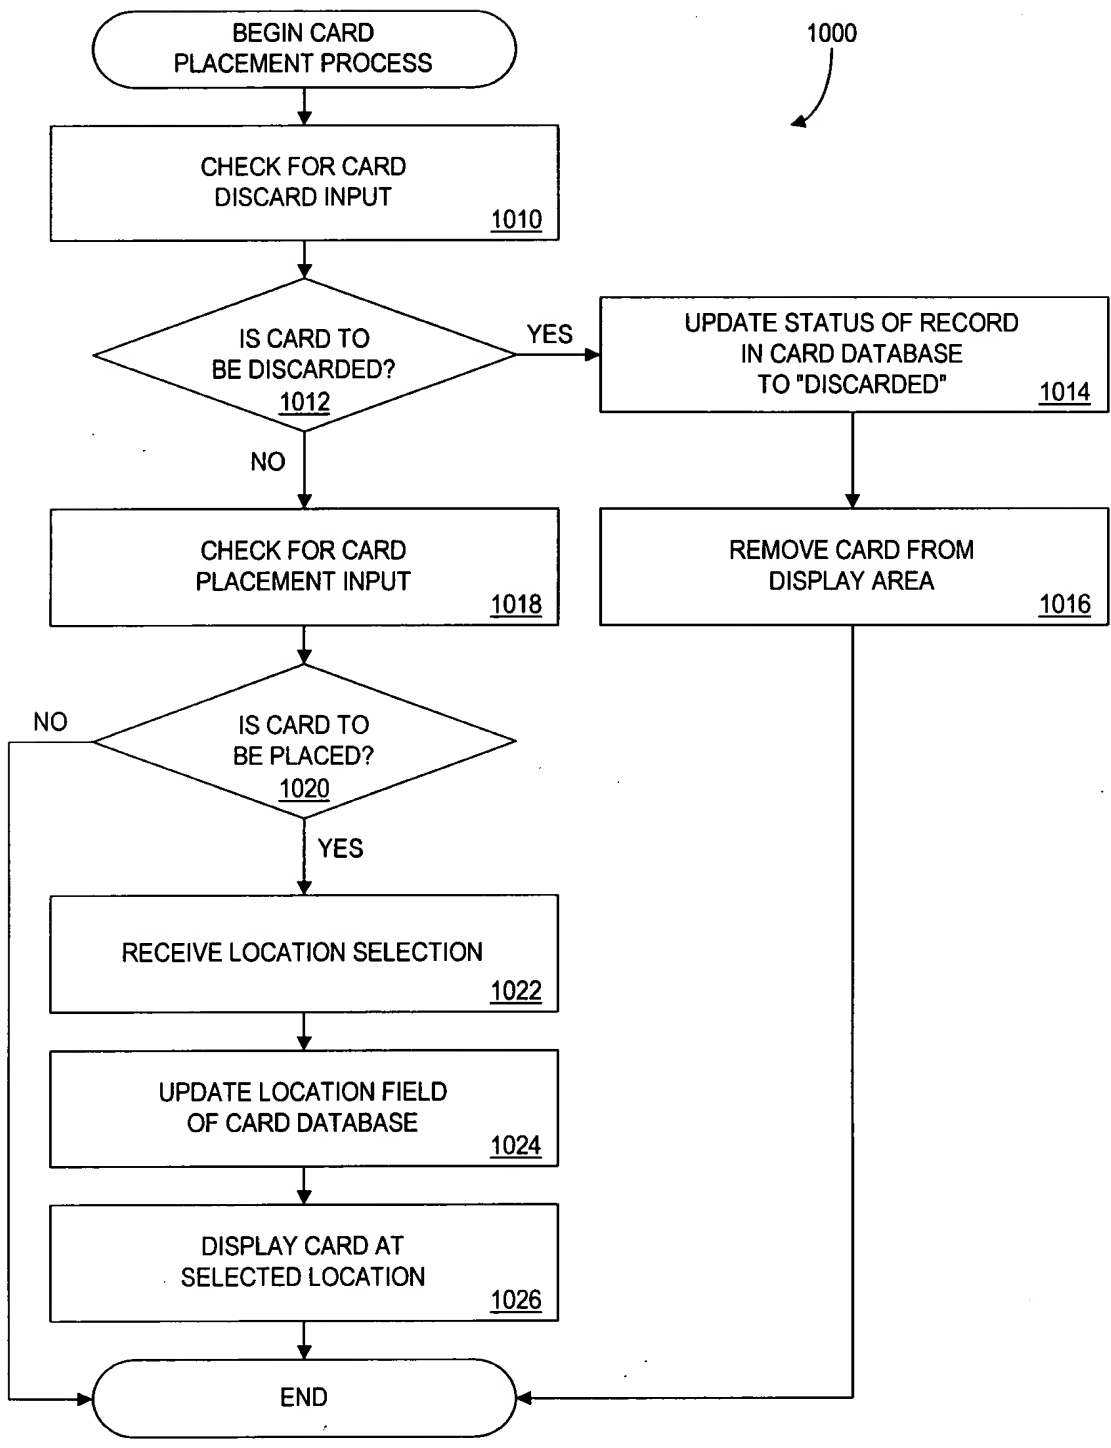 BEGIN CARD
PLACEMENT PROCESS
1000
CHECK FOR CARD
DISCARD INPUT
1010
IS CARD TO
BE DISCARDED?
1012
YES
UPDATE STATUS OF RECORD
IN CARD DATABASE
TO "DISCARDED"
1014
NO
CHECK FOR CARD
PLACEMENT INPUT
1018
REMOVE CARD FROM
DISPLAY AREA
1016
NO
IS CARD TO
BE PLACED?
1020
YES
RECEIVE LOCATION SELECTION
1022
UPDATE LOCATION FIELD
OF CARD DATABASE
1024
DISPLAY CARD AT
SELECTED LOCATION
1026
END